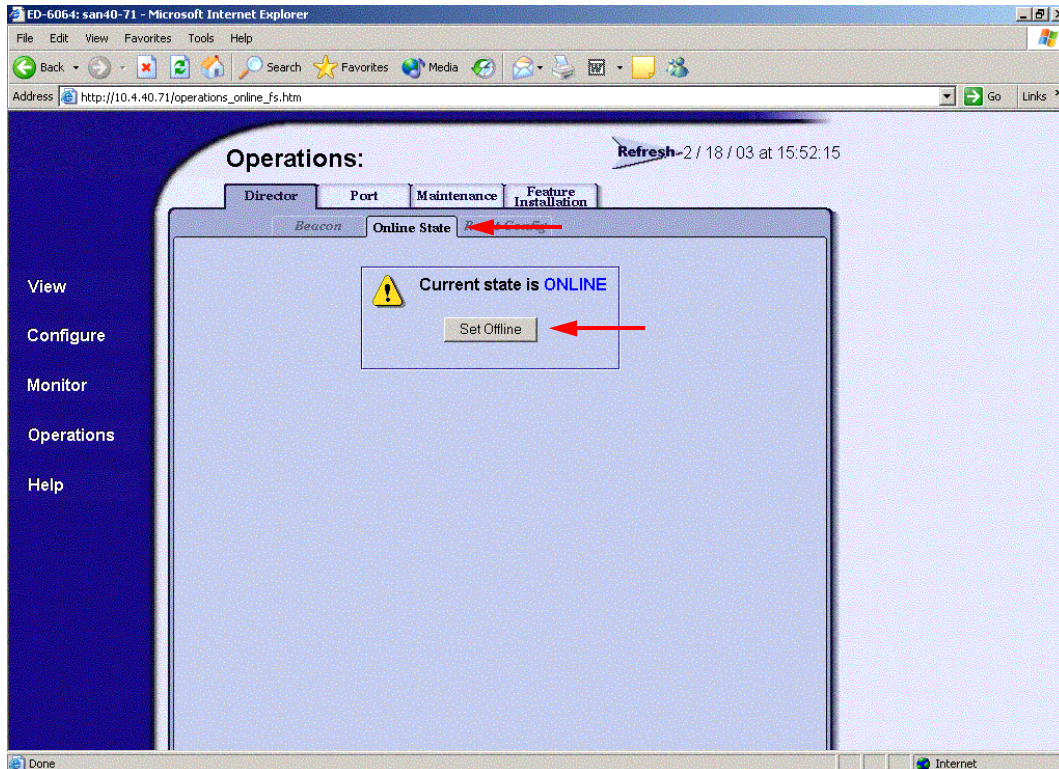 ED-6064: san40-71 - Microsoft Internet Explorer
File Edit View Favorites Tools Help
Back Search Favorites Media
Address http://10.4.40.71/operations_online_fs.htm Go Links
Operations:
Refresh-2 / 18 / 03 at 15:52:15
Director Port Maintenance Feature Installation
Beacon Online State Config
View
Configure
Monitor
Operations
Help
Current state is ONLINE
Set Offline
Done Internet